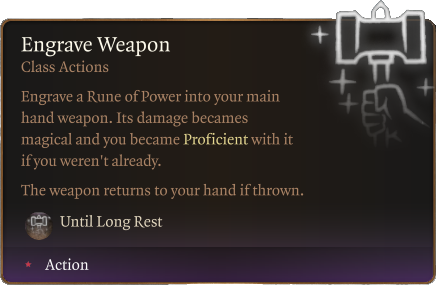 Engrave Weapon
Class Actions
Engrave a Rune of Power into your main
hand weapon. Its damage becames
magical and you became Proficient with it
if you weren't already.
The weapon returns to your hand if thrown.
Until Long Rest
Action